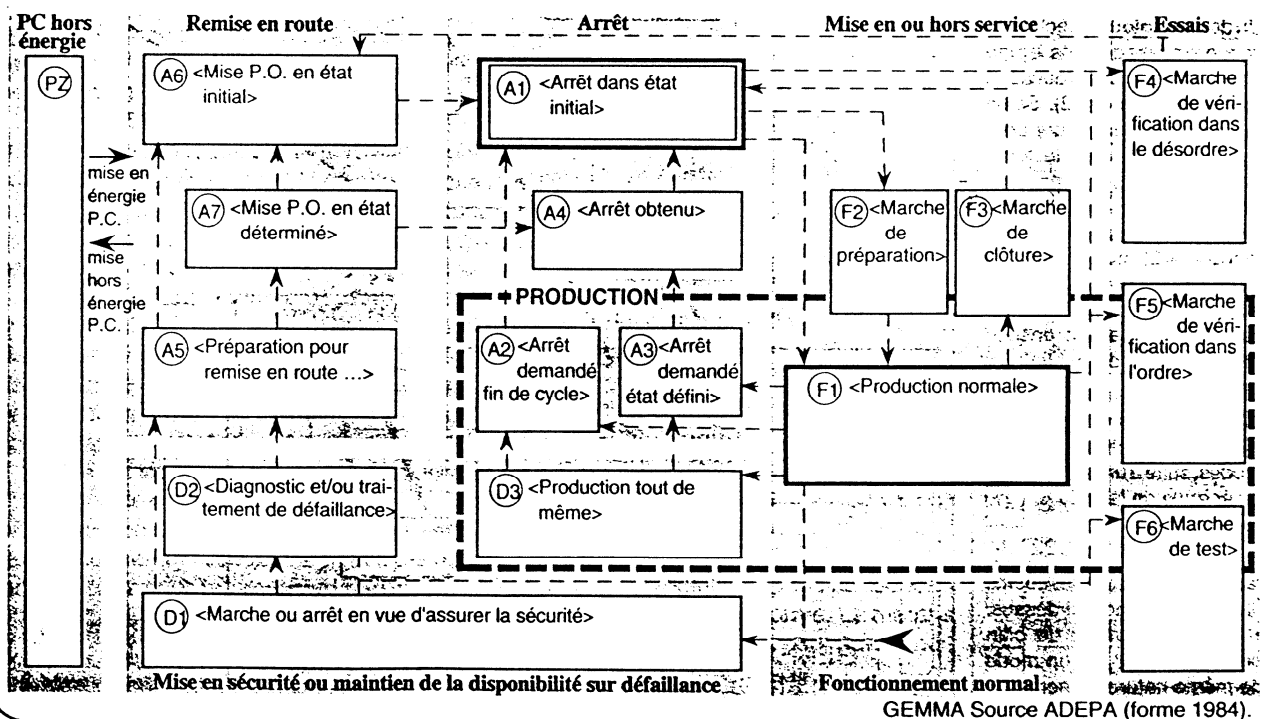 PC hors
énergie
Remise en route
Arrêt
Mise en ou hors service
Essais
PZ
A6 <Mise P.O. en état
initial>
A1 <Arrêt dans état
initial>
F4 <Marche
de véri-
fication dans
le désordre>
mise en
énergie
P.C.
mise
hors
énergie
P.C.
A7 <Mise P.O. en état
déterminé>
A4 <Arrêt obtenu>
F2 <Marche
de
préparation>
F3 <Marche
de
clôture>
PRODUCTION
F5 <Marche
de véri-
fication dans
l'ordre>
A5 <Préparation pour
remise en route ...>
A2 <Arrêt
demandé
fin de cycle>
A3 <Arrêt
demandé
état défini>
F1 <Production normale>
D2 <Diagnostic et/ou trai-
tement de défaillance>
D3 <Production tout de
même>
F6 <Marche
de test>
D1 <Marche ou arrêt en vue d'assurer la sécurité>
Mise en sécurité ou maintien de la disponibilité sur défaillance
Fonctionnement normal
GEMMA Source ADEPA (forme 1984).